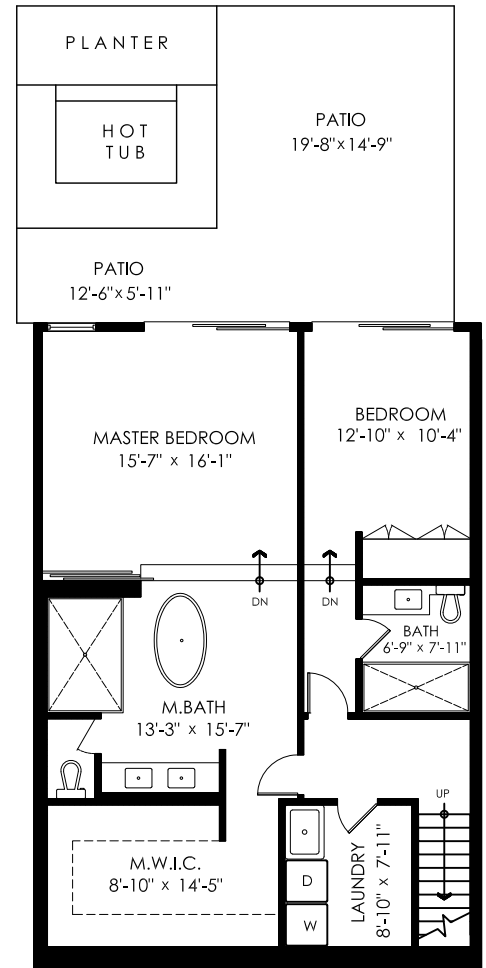 PLANTER
HOT
TUB
PATIO
19'-8"x 14'-9"
PATIO
12'-6"x 5'-11"
MASTER BEDROOM
15'-7" x 16'-1"
BEDROOM
12'-10" x 10'-4"
DN
DN
BATH
6'-9" x 7'-11"
M.BATH
13'-3" x 15'-7"
UP
M.W.I.C.
8'-10" x 14'-5"
D
W
LAUNDRY
8'-10" x 7'-11"